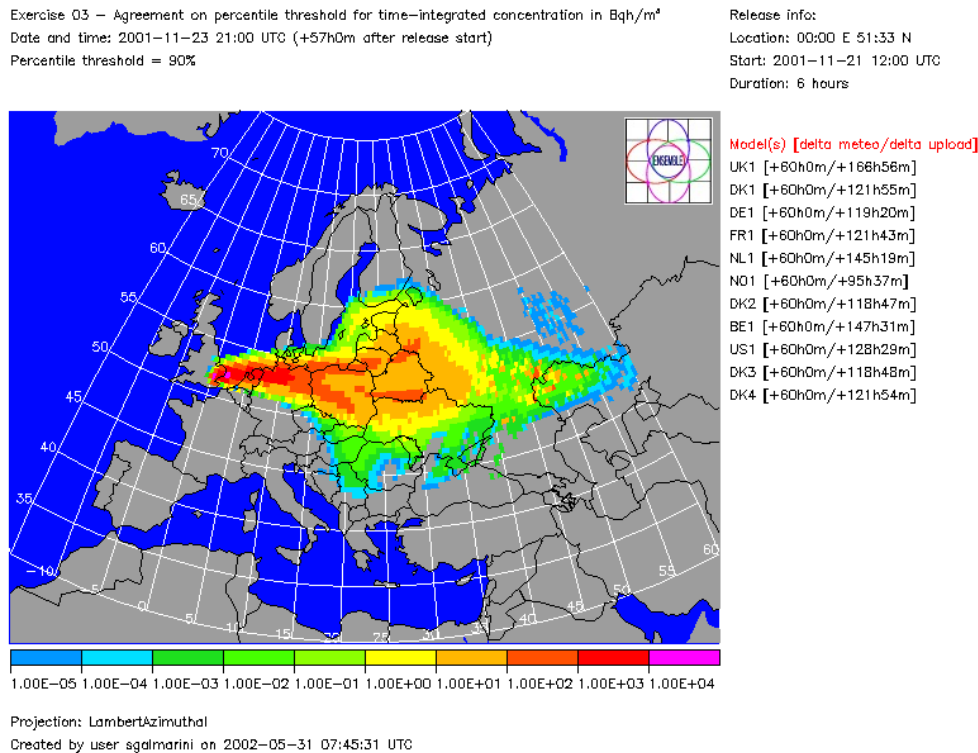 Exercise 03 – Agreement on percentile threshold for time-integrated concentration in Bqh/m³
Date and time: 2001-11-23 21:00 UTC (+57h0m after release start)
Percentile threshold = 90%
Release info:
Location: 00:00 E 51:33 N
Start: 2001-11-21 12:00 UTC
Duration: 6 hours
ENSEMBLE
Model(s) [delta meteo/delta upload]
UK1 [+60h0m/+166h56m]
DK1 [+60h0m/+121h55m]
DE1 [+60h0m/+119h20m]
FR1 [+60h0m/+121h43m]
NL1 [+60h0m/+145h19m]
NO1 [+60h0m/+95h37m]
DK2 [+60h0m/+118h47m]
BE1 [+60h0m/+147h31m]
US1 [+60h0m/+128h29m]
DK3 [+60h0m/+118h48m]
DK4 [+60h0m/+121h54m]
70
65
60
55
50
45
40
35
-10 -5 0 5 10 15 20 25 30 35 40 45 50 55 60
1.00E-05 1.00E-04 1.00E-03 1.00E-02 1.00E-01 1.00E+00 1.00E+01 1.00E+02 1.00E+03 1.00E+04
Projection: LambertAzimuthal
Created by user sgalmarini on 2002-05-31 07:45:31 UTC